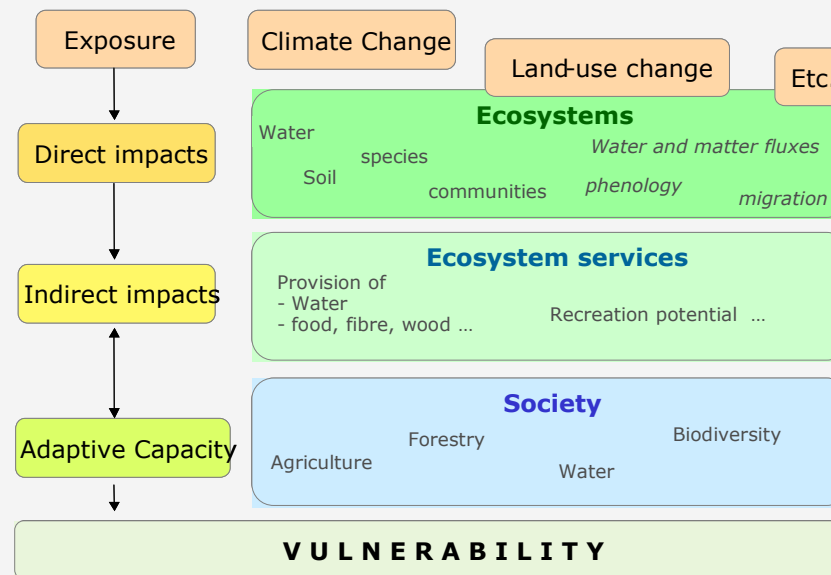 Exposure
Climate Change
Land-use change
Etc.
Direct impacts
Ecosystems
Water
species
Soil
communities
Water and matter fluxes
phenology
migration
Indirect impacts
Ecosystem services
Provision of
- Water
- food, fibre, wood ...
Recreation potential ...
Adaptive Capacity
Society
Agriculture
Forestry
Water
Biodiversity
VULNERABILITY